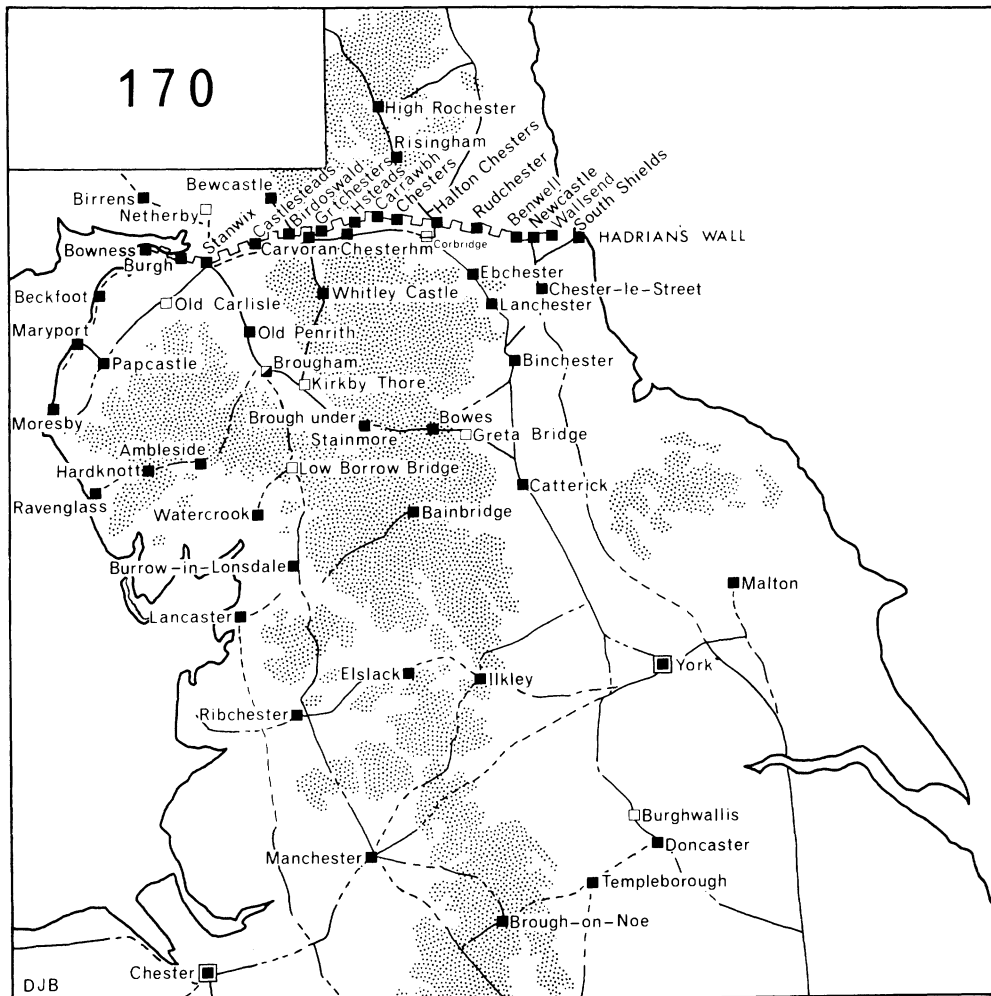 170
High Rochester
Risingham
Bewcastle
Birrens
Netherby
Stanwix
Castlesteads
Birdoswald
Grtchesters
Hsteads
Carrawbh
Chesters
Halton Chesters
Rudchester
Benwell
Newcastle
Wallsend
South Shields
HADRIAN'S WALL
Bowness
Burgh
Carvoran
Chesterhm
Corbridge
Ebchester
Beckfoot
Old Carlisle
Whitley Castle
Lanchester
Chester-le-Street
Maryport
Old Penrith
Papcastle
Brougham
Binchester
Kirkby Thore
Moresby
Brough under
Stainmore
Bowes
Greta Bridge
Ambleside
Hardknott
Low Borrow Bridge
Ravenglass
Catterick
Watercrook
Bainbridge
Burrow-in-Lonsdale
Malton
Lancaster
Elslack
Ilkley
York
Ribchester
Burghwallis
Manchester
Doncaster
Templeborough
Brough-on-Noe
Chester
DJB